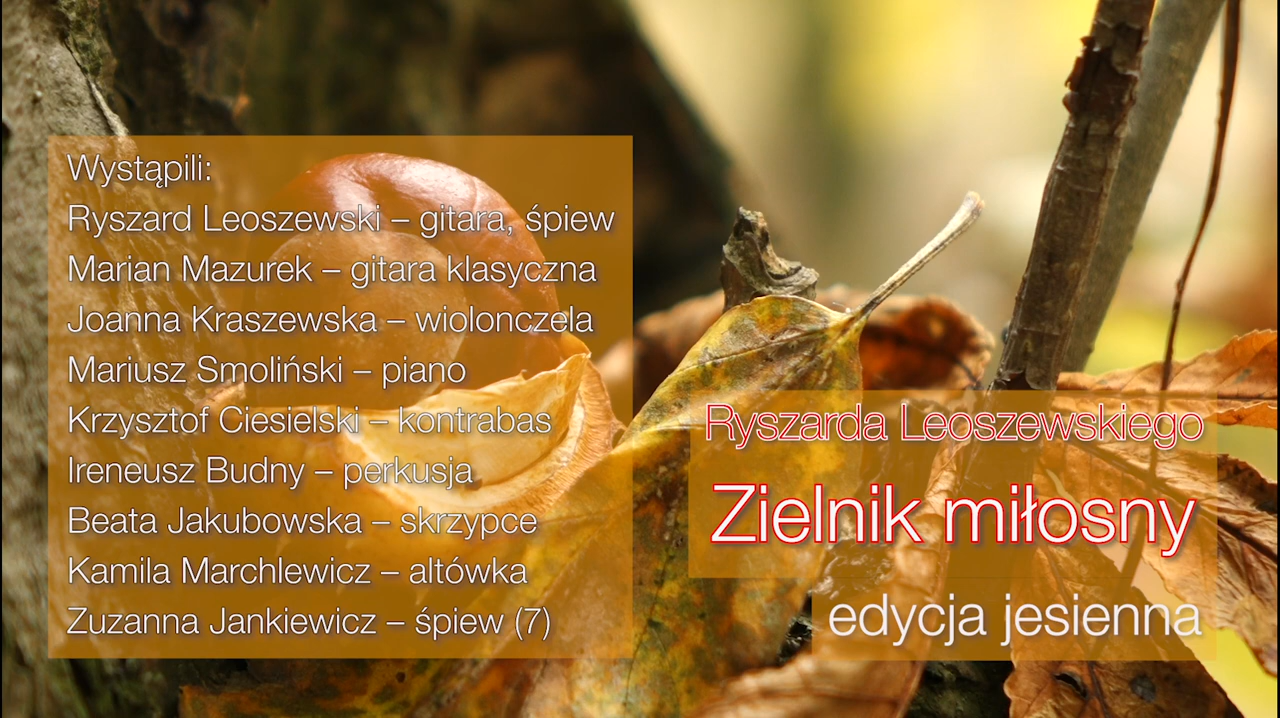 Wystąpili:
Ryszard Leoszewski – gitara, śpiew
Marian Mazurek – gitara klasyczna
Joanna Kraszewska – wiolonczela
Mariusz Smoliński – piano
Krzysztof Ciesielski – kontrabas
Ireneusz Budny – perkusja
Beata Jakubowska – skrzypce
Kamila Marchlewicz – altówka
Zuzanna Jankiewicz – śpiew (7)
Ryszarda Leoszewskiego
Zielnik miłosny
edycja jesienna